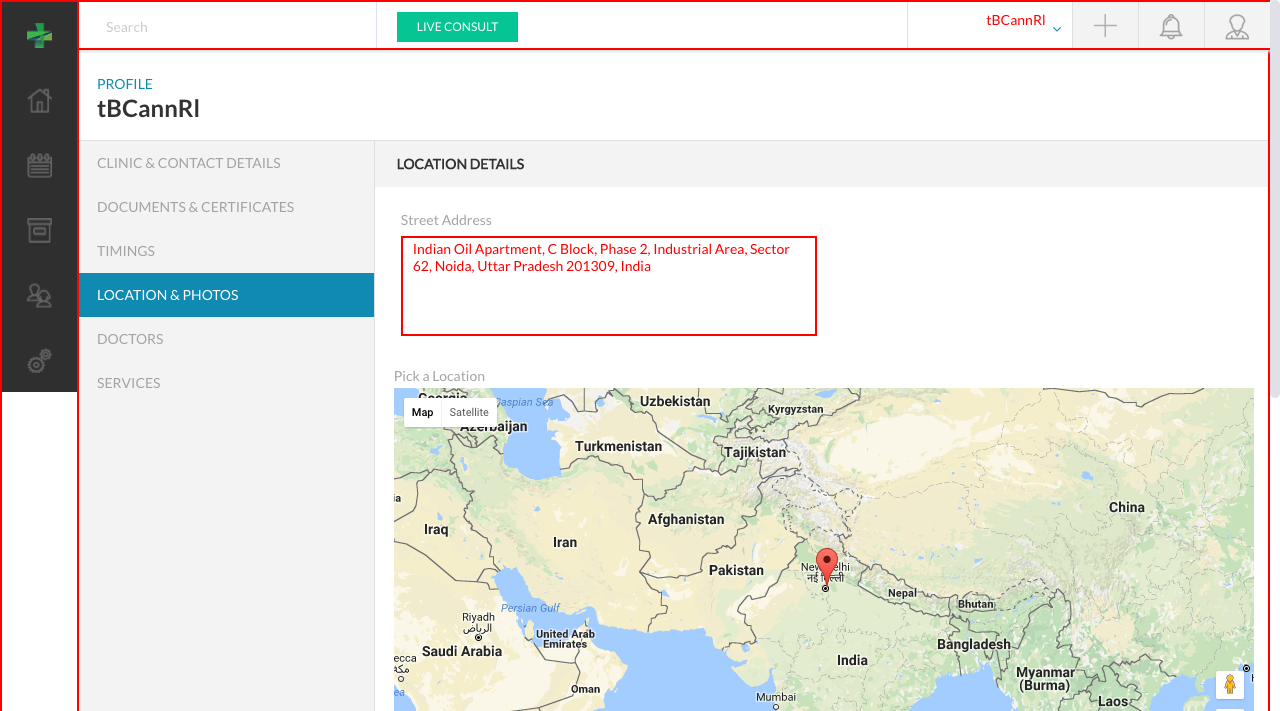 Search
LIVE CONSULT
tBCannRl
PROFILE
tBCannRl
CLINIC & CONTACT DETAILS
DOCUMENTS & CERTIFICATES
TIMINGS
LOCATION & PHOTOS
DOCTORS
SERVICES
LOCATION DETAILS
Street Address
Indian Oil Apartment, C Block, Phase 2, Industrial Area, Sector
62, Noida, Uttar Pradesh 201309, India
Pick a Location
Map
Satellite
Georgia
Caspian Sea
Azerbaijan
Uzbekistan
Kyrgyzstan
Turkmenistan
Tajikistan
China
Afghanistan
Iraq
Iran
Pakistan
New Delhi
नई दिल्ली
Nepal
Bhutan
Persian Gulf
Riyadh
الرياض
United Arab
Emirates
Bangladesh
Saudi Arabia
India
ecca
مكة
Myanmar
(Burma)
Oman
Mumbai
Laos